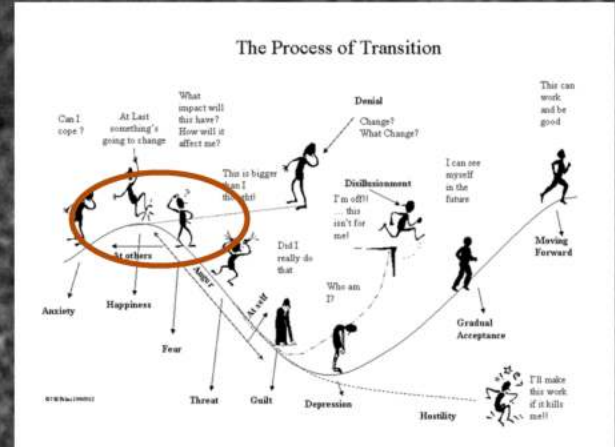 The Process of Transition
Can I
cope ?
At Last
something's
going to change
What
impact will
this have?
How will it
affect me?
This is bigger
than I
thought!
Denial
Change?
What Change?
Disillusionment
I'm off!!
... this
isn't for
me!
I can see
myself
in the
future
This can
work
and be
good
At others
Anger
At self
Did I
really do
that
Who am
I?
Moving
Forward
Gradual
Acceptance
Anxiety
Happiness
Fear
Threat
Guilt
Depression
Hostility
I'll make
this work
if it kills
me!!